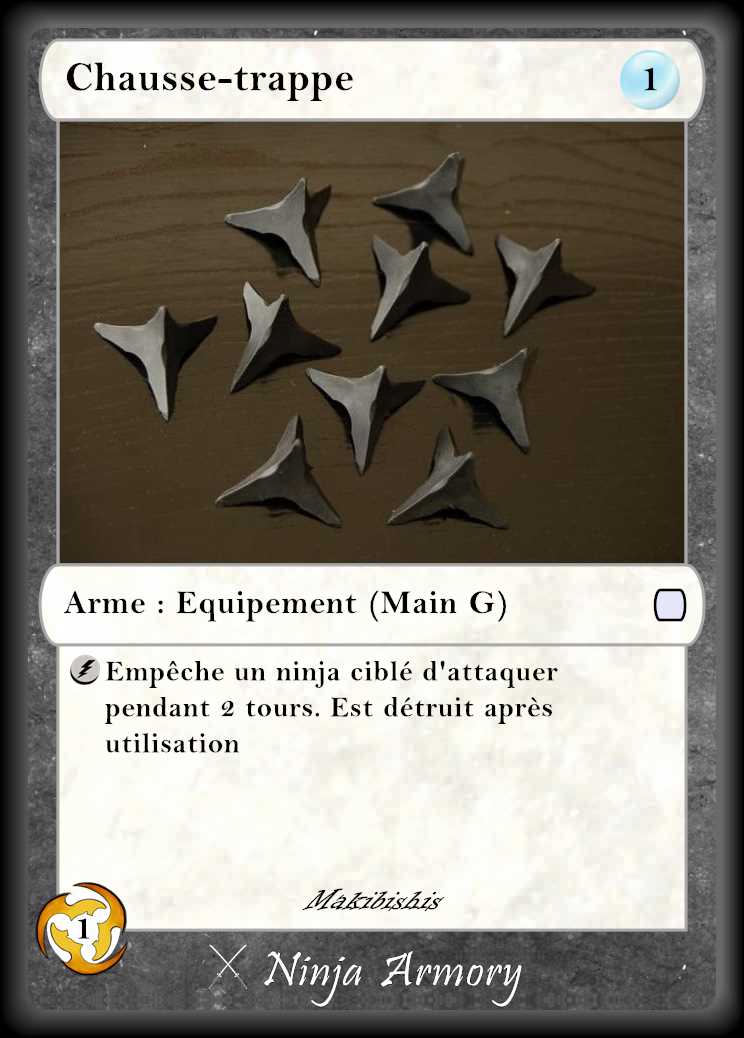 Chausse-trappe
1
Arme : Equipement (Main G)
Empêche un ninja ciblé d'attaquer
pendant 2 tours. Est détruit après
utilisation
Makibishis
1
Ninja Armory